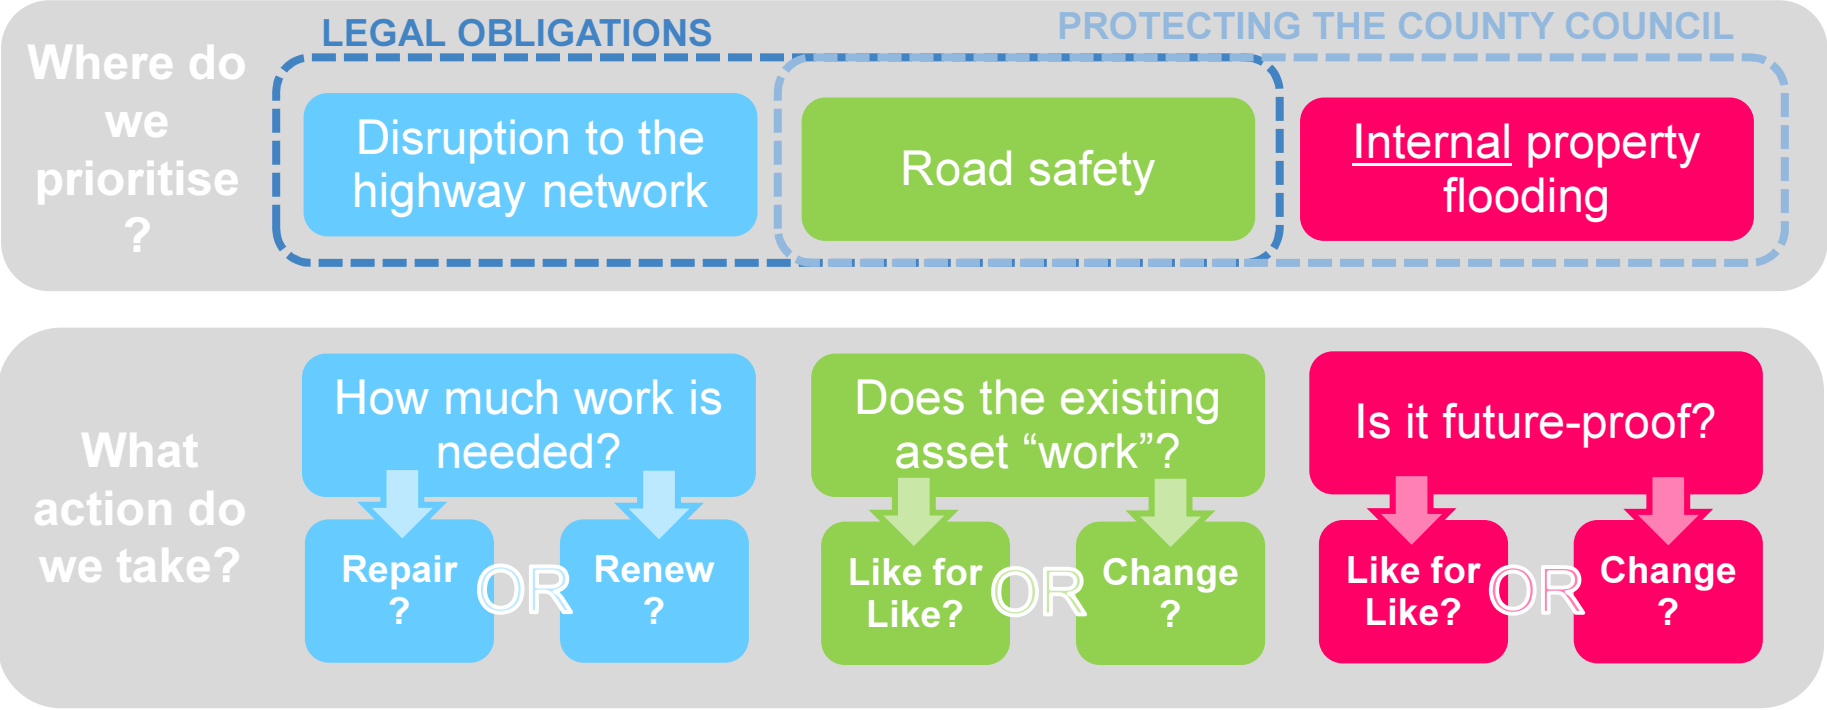 LEGAL OBLIGATIONS
PROTECTING THE COUNTY COUNCIL
Where do
we
prioritise
?
Disruption to the
highway network
Road safety
Internal property
flooding
What
action do
we take?
How much work is
needed?
Repair
?
OR
Renew
?
Does the existing
asset “work”?
Like for
Like?
OR
Change
?
Is it future-proof?
Like for
Like?
OR
Change
?